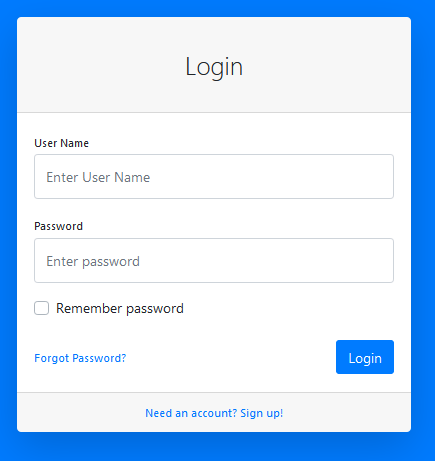 Login
User Name
Enter User Name
Password
Enter password
Remember password
Forgot Password?
Login
Need an account? Sign up!